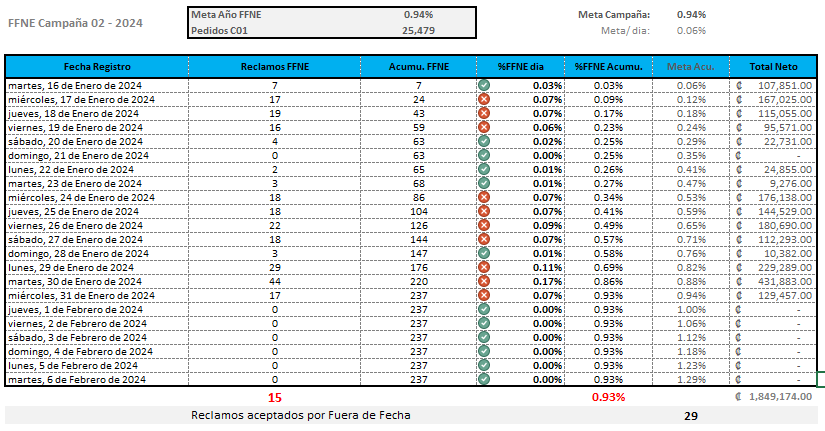 FFNE Campaña 02 - 2024
Meta Año FFNE 0.94%
Pedidos C01 25,479
Meta Campaña: 0.94%
Meta/ dia: 0.06%
Fecha Registro Reclamos FFNE Acumu. FFNE %FFNE dia %FFNE Acumu. Meta Acu. Total Neto
martes, 16 de Enero de 2024 7 7 0.03% 0.03% 0.06% ₡ 107,851.00
miércoles, 17 de Enero de 2024 17 24 0.07% 0.09% 0.12% ₡ 167,025.00
jueves, 18 de Enero de 2024 19 43 0.07% 0.17% 0.18% ₡ 115,055.00
viernes, 19 de Enero de 2024 16 59 0.06% 0.23% 0.24% ₡ 95,571.00
sábado, 20 de Enero de 2024 4 63 0.02% 0.25% 0.29% ₡ 22,731.00
domingo, 21 de Enero de 2024 0 63 0.00% 0.25% 0.35% ₡ -
lunes, 22 de Enero de 2024 2 65 0.01% 0.26% 0.41% ₡ 24,855.00
martes, 23 de Enero de 2024 3 68 0.01% 0.27% 0.47% ₡ 9,276.00
miércoles, 24 de Enero de 2024 18 86 0.07% 0.34% 0.53% ₡ 176,138.00
jueves, 25 de Enero de 2024 18 104 0.07% 0.41% 0.59% ₡ 144,529.00
viernes, 26 de Enero de 2024 22 126 0.09% 0.49% 0.65% ₡ 180,690.00
sábado, 27 de Enero de 2024 18 144 0.07% 0.57% 0.71% ₡ 112,293.00
domingo, 28 de Enero de 2024 3 147 0.01% 0.58% 0.76% ₡ 10,382.00
lunes, 29 de Enero de 2024 29 176 0.11% 0.69% 0.82% ₡ 229,289.00
martes, 30 de Enero de 2024 44 220 0.17% 0.86% 0.88% ₡ 431,883.00
miércoles, 31 de Enero de 2024 17 237 0.07% 0.93% 0.94% ₡ 129,457.00
jueves, 1 de Febrero de 2024 0 237 0.00% 0.93% 1.00% ₡ -
viernes, 2 de Febrero de 2024 0 237 0.00% 0.93% 1.06% ₡ -
sábado, 3 de Febrero de 2024 0 237 0.00% 0.93% 1.12% ₡ -
domingo, 4 de Febrero de 2024 0 237 0.00% 0.93% 1.18% ₡ -
lunes, 5 de Febrero de 2024 0 237 0.00% 0.93% 1.23% ₡ -
martes, 6 de Febrero de 2024 0 237 0.00% 0.93% 1.29% ₡ -
15 0.93% ₡ 1,849,174.00
Reclamos aceptados por Fuera de Fecha 29